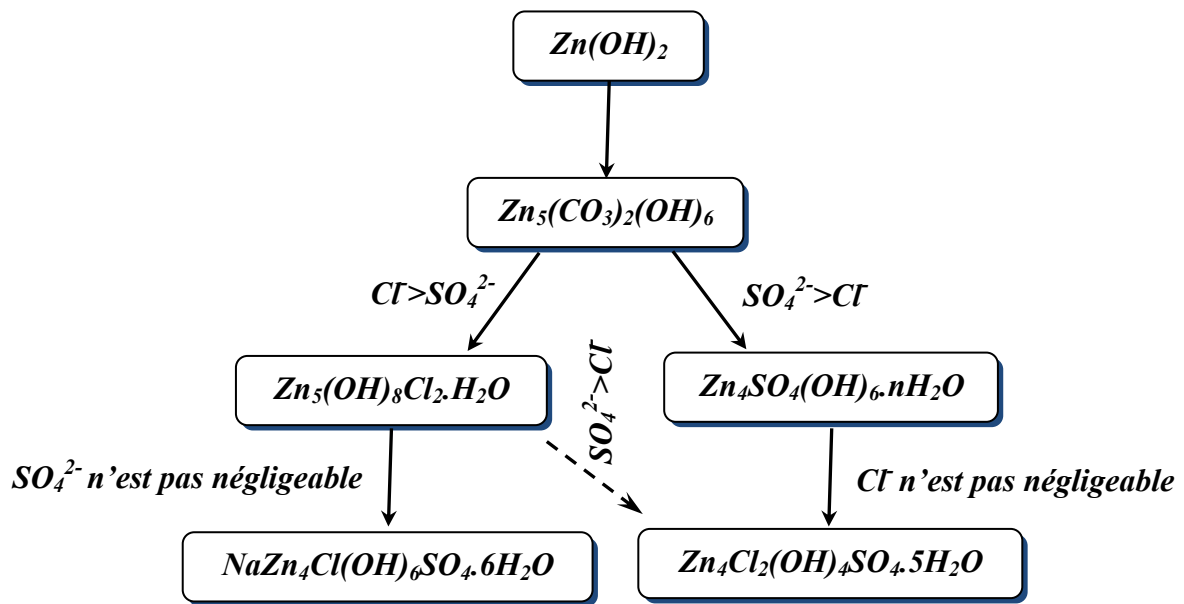 Zn(OH)₂
Zn₅(CO₃)₂(OH)₆
Cl⁻>SO₄²⁻
SO₄²⁻>Cl⁻
SO₄²⁻>Cl⁻
Zn₅(OH)₈Cl₂.H₂O
Zn₄SO₄(OH)₆.nH₂O
SO₄²⁻ n’est pas négligeable
Cl⁻ n’est pas négligeable
NaZn₄Cl(OH)₆SO₄.6H₂O
Zn₄Cl₂(OH)₄SO₄.5H₂O